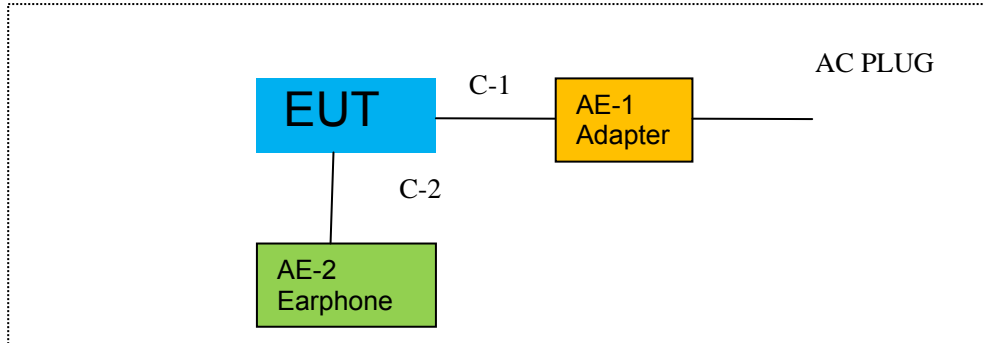 AC PLUG
EUT
C-1
AE-1
Adapter
C-2
AE-2
Earphone